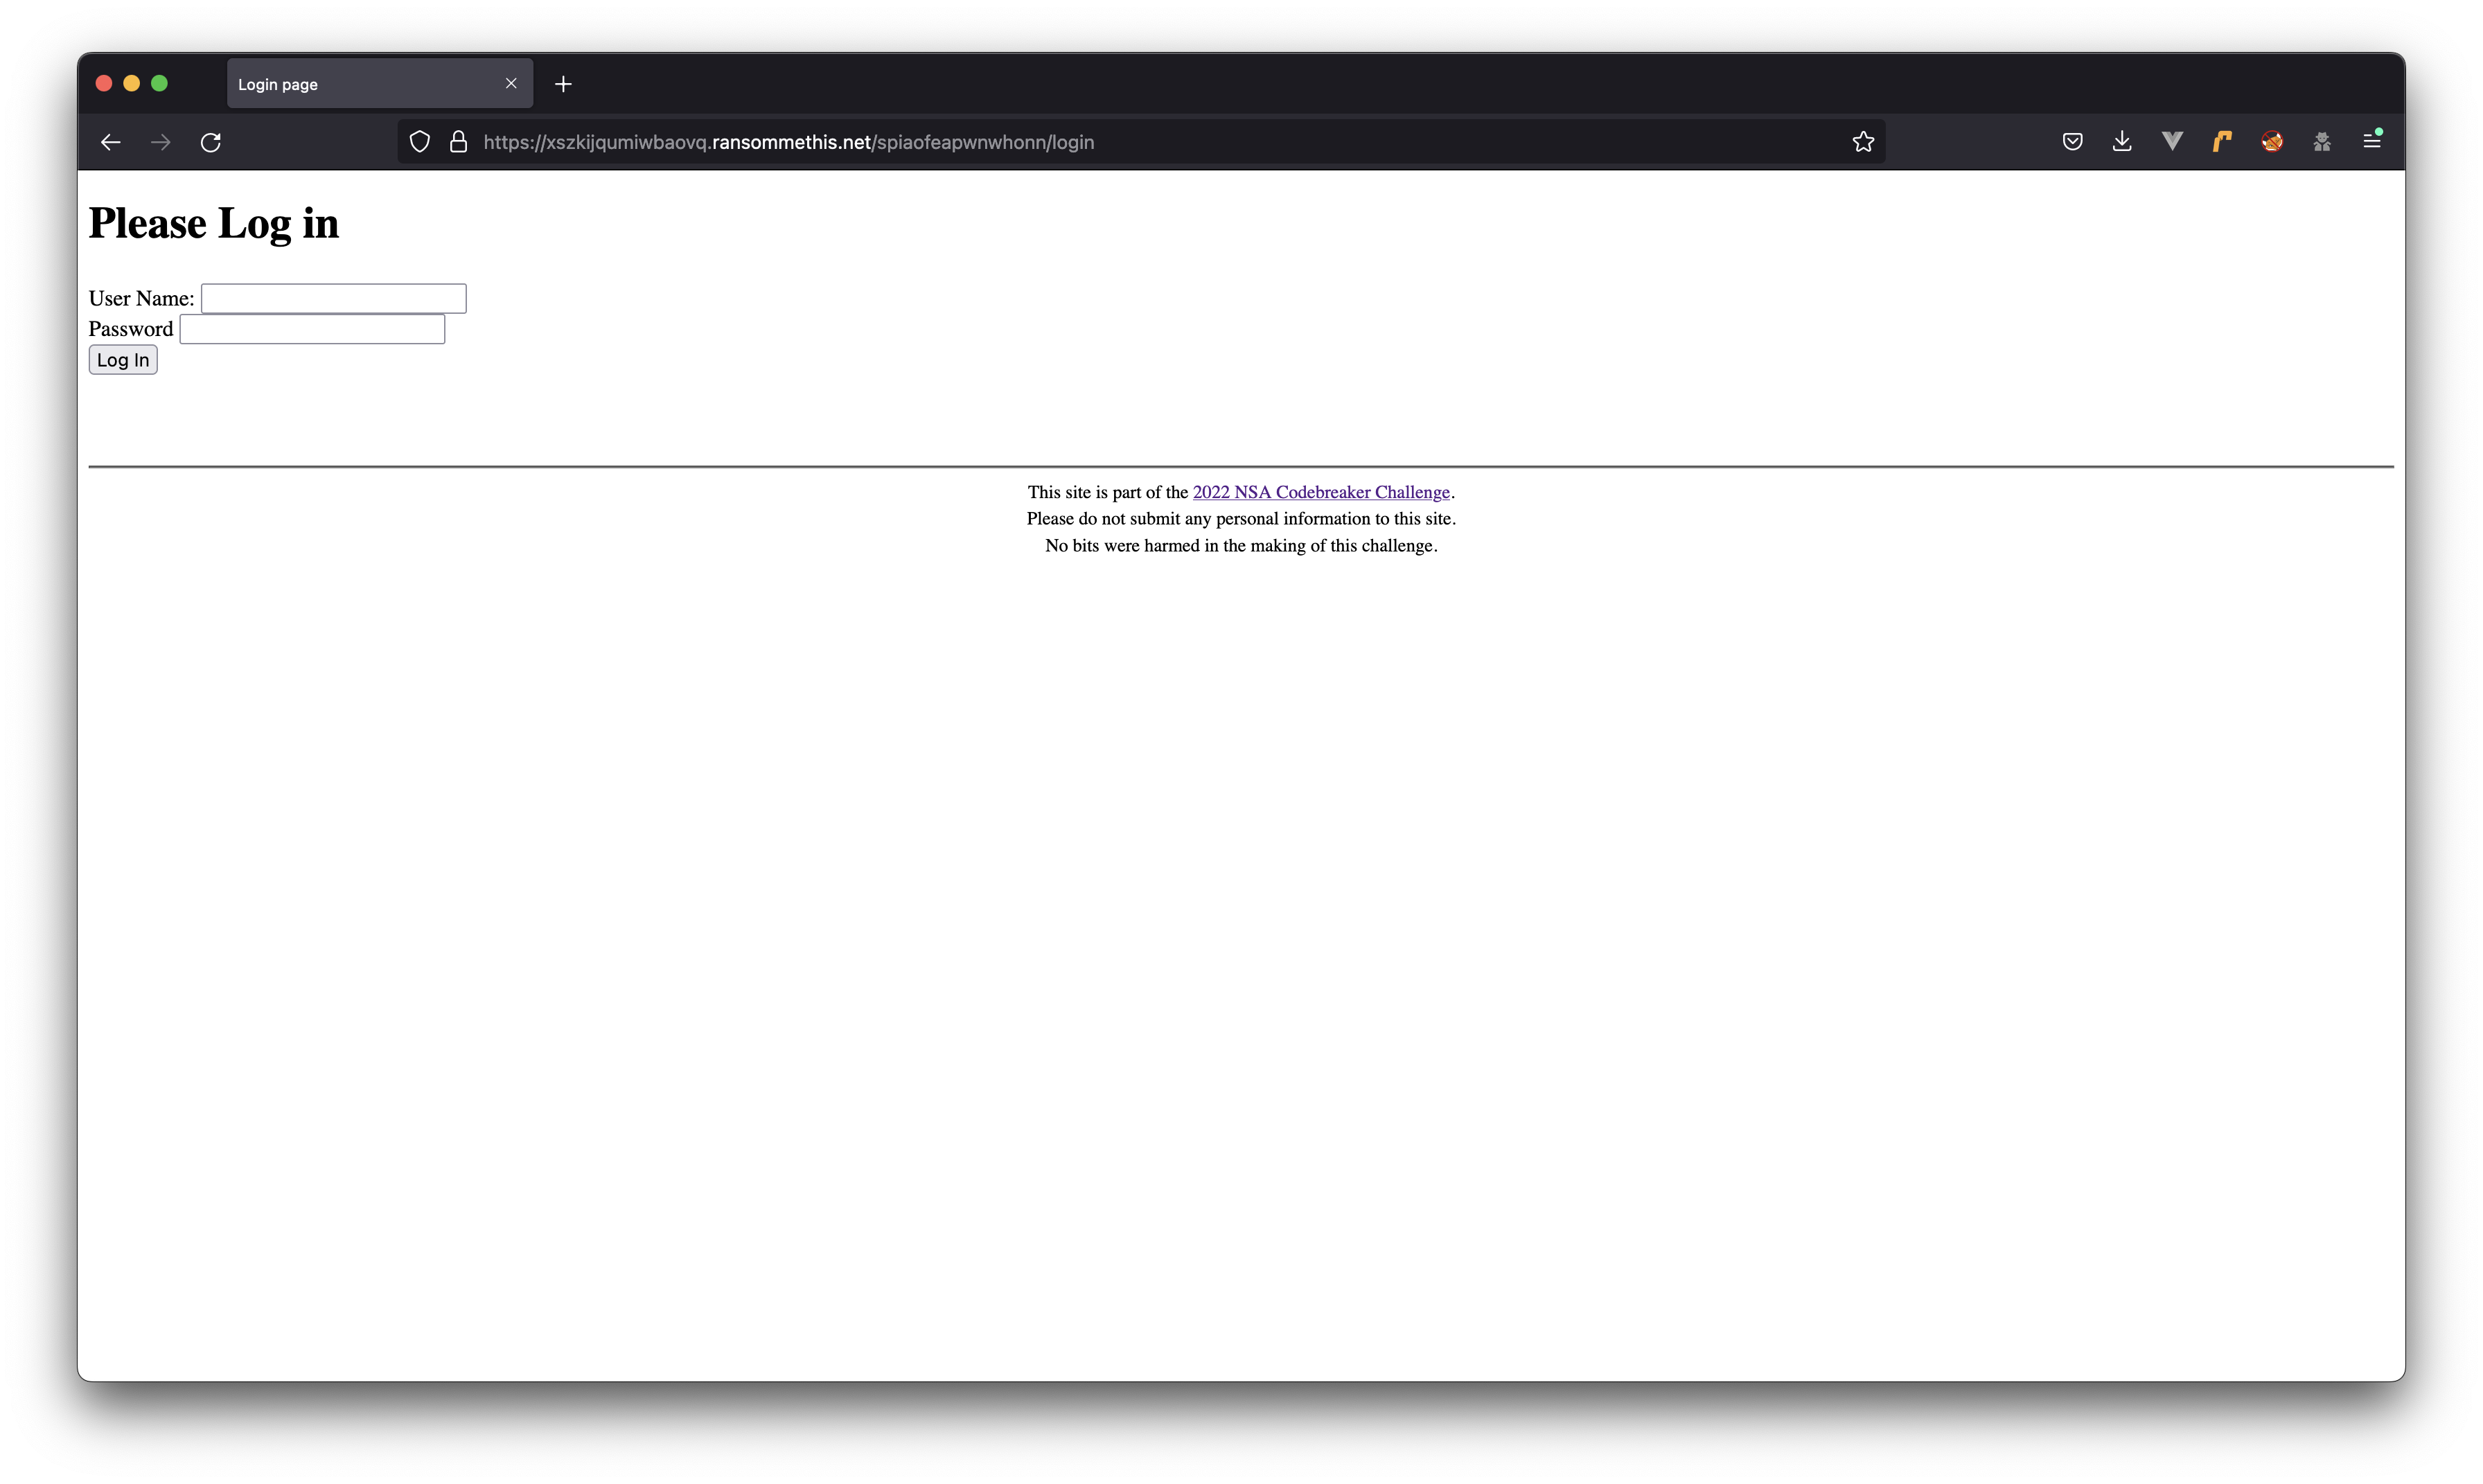 Login page
https://xszkijqumiwbaovq.ransommethis.net/spiaofeapwnwhonn/login
Please Log in
User Name:
Password
Log In
This site is part of the 2022 NSA Codebreaker Challenge.
Please do not submit any personal information to this site.
No bits were harmed in the making of this challenge.